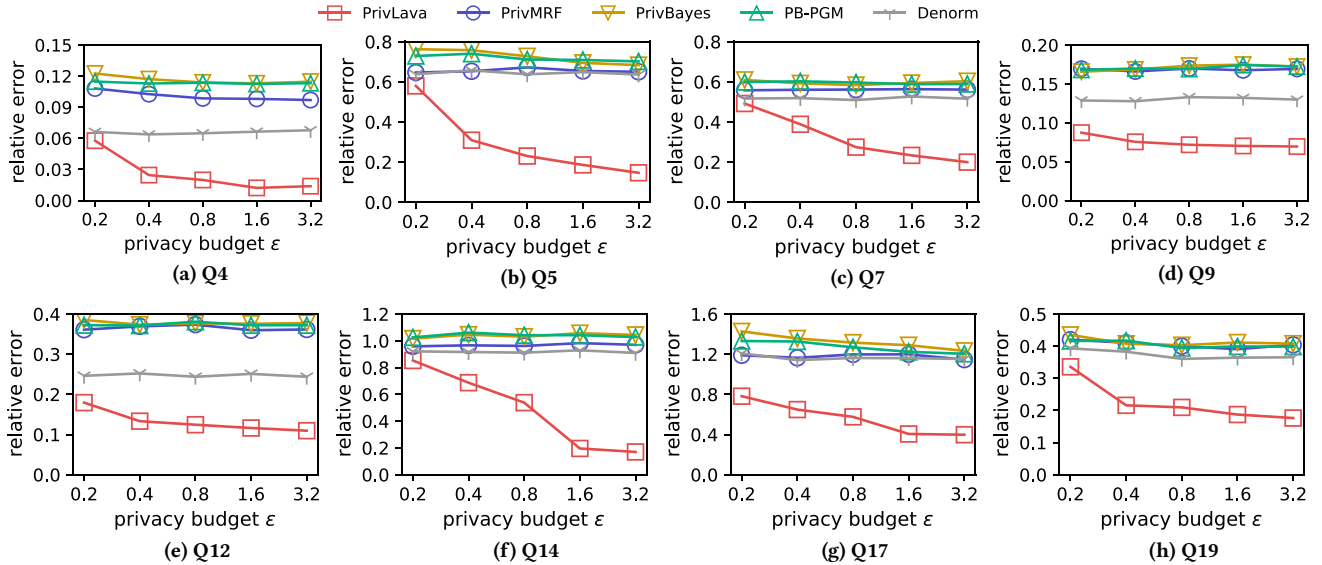 PrivLava PrivMRF PrivBayes PB-PGM Denorm
relative error
0.15
0.12
0.09
0.06
0.03
0.00
0.2 0.4 0.8 1.6 3.2
privacy budget ε
(a) Q4
relative error
0.8
0.6
0.4
0.2
0.0
0.2 0.4 0.8 1.6 3.2
privacy budget ε
(b) Q5
relative error
0.8
0.6
0.4
0.2
0.0
0.2 0.4 0.8 1.6 3.2
privacy budget ε
(c) Q7
relative error
0.20
0.15
0.10
0.05
0.00
0.2 0.4 0.8 1.6 3.2
privacy budget ε
(d) Q9
relative error
0.4
0.3
0.2
0.1
0.0
0.2 0.4 0.8 1.6 3.2
privacy budget ε
(e) Q12
relative error
1.2
1.0
0.8
0.6
0.4
0.2
0.0
0.2 0.4 0.8 1.6 3.2
privacy budget ε
(f) Q14
relative error
1.6
1.2
0.8
0.4
0.0
0.2 0.4 0.8 1.6 3.2
privacy budget ε
(g) Q17
relative error
0.5
0.4
0.3
0.2
0.1
0.0
0.2 0.4 0.8 1.6 3.2
privacy budget ε
(h) Q19